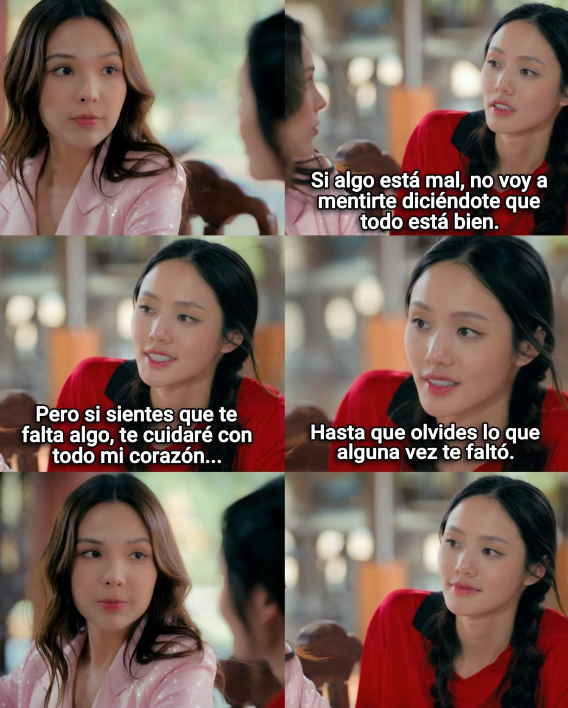 Si algo está mal, no voy a
mentirte diciéndote que
todo está bien.
Pero si sientes que te
falta algo, te cuidaré con
todo mi corazón...
Hasta que olvides lo que
alguna vez te faltó.